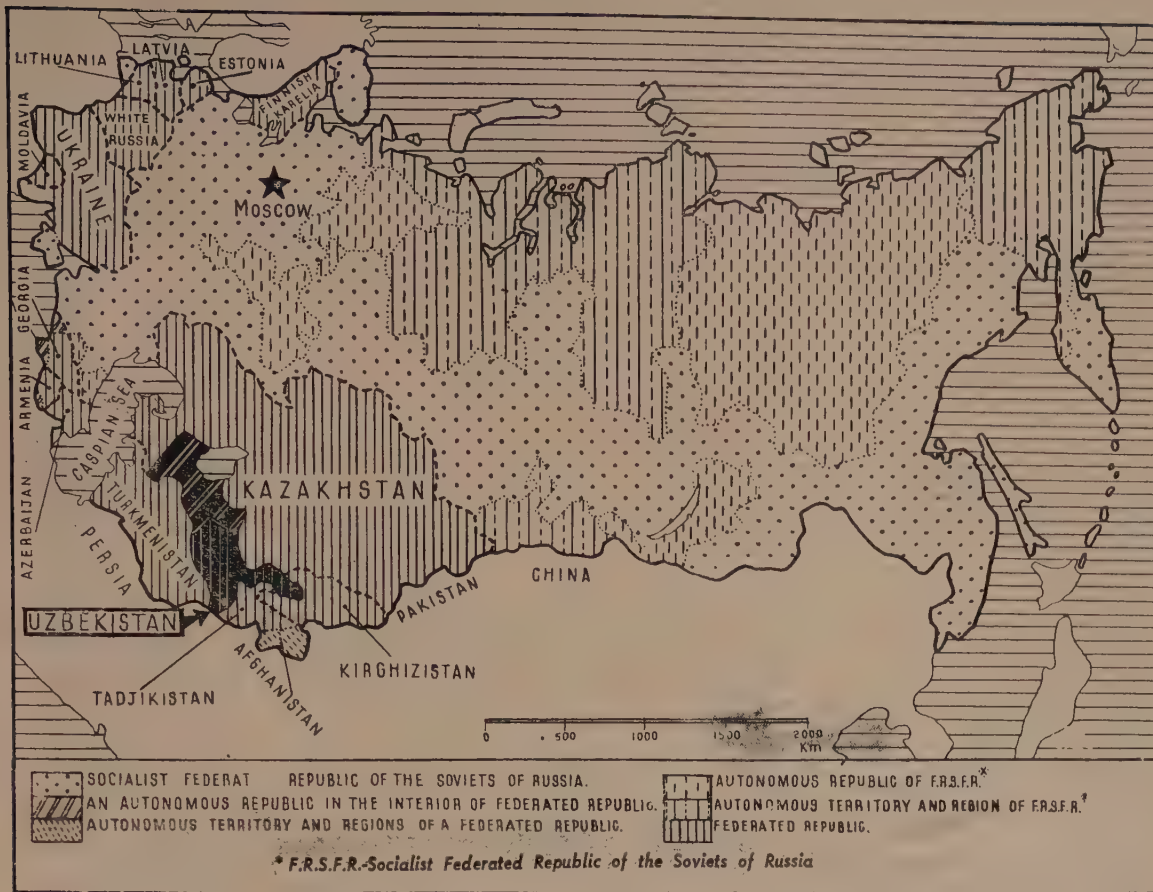 LITHUANIA
LATVIA
ESTONIA
MOLDAVIA
UKRAINE
WHITE
RUSSIA
FINNISH
KARELIA
MOSCOW
GEORGIA
ARMENIA
AZERBAIJAN
CASPIAN SEA
TURKMENISTAN
KAZAKHSTAN
PERSIA
UZBEKISTAN
TADJIKISTAN
AFGHANISTAN
KIRGHIZISTAN
PAKISTAN
CHINA
0 500 1000 1500 2000
Km
SOCIALIST FEDERAT REPUBLIC OF THE SOVIETS OF RUSSIA.
AN AUTONOMOUS REPUBLIC IN THE INTERIOR OF FEDERATED REPUBLIC.
AUTONOMOUS TERRITORY AND REGIONS OF A FEDERATED REPUBLIC.
AUTONOMOUS REPUBLIC OF F.R.S.F.R.*
AUTONOMOUS TERRITORY AND REGION OF F.R.S.F.R.*
FEDERATED REPUBLIC.
* F.R.S.F.R.-Socialist Federated Republic of the Soviets of Russia